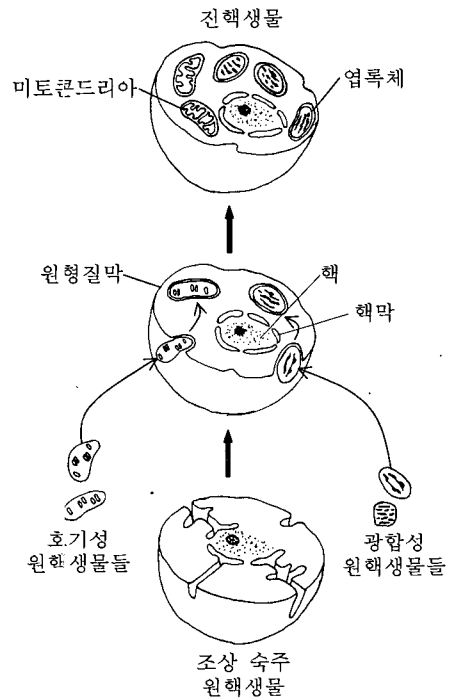 진핵생물
미토콘드리아
엽록체
원형질막
핵
핵막
호기성
원핵생물들
광합성
원핵생물들
조상 숙주
원핵생물